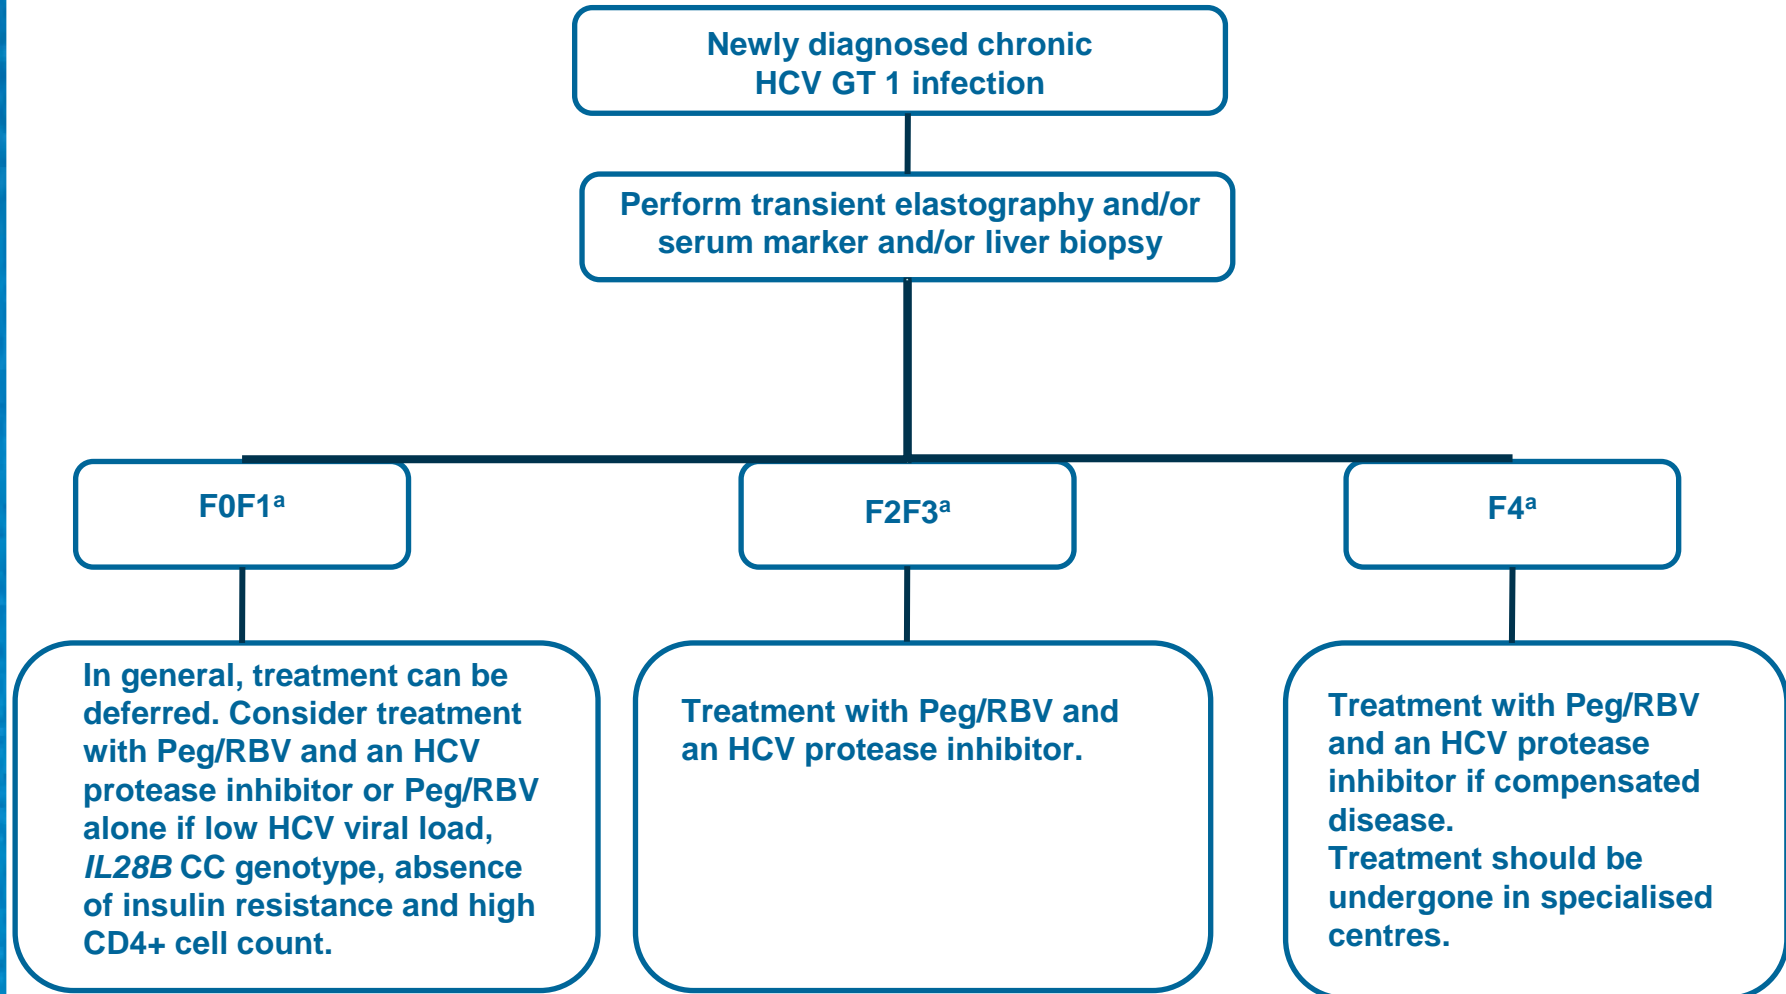 Newly diagnosed chronic
HCV GT 1 infection
Perform transient elastography and/or
serum marker and/or liver biopsy
F0F1ᵃ
F2F3ᵃ
F4ᵃ
In general, treatment can be
deferred. Consider treatment
with Peg/RBV and an HCV
protease inhibitor or Peg/RBV
alone if low HCV viral load,
IL28B CC genotype, absence
of insulin resistance and high
CD4+ cell count.
Treatment with Peg/RBV and
an HCV protease inhibitor.
Treatment with Peg/RBV
and an HCV protease
inhibitor if compensated
disease.
Treatment should be
undergone in specialised
centres.